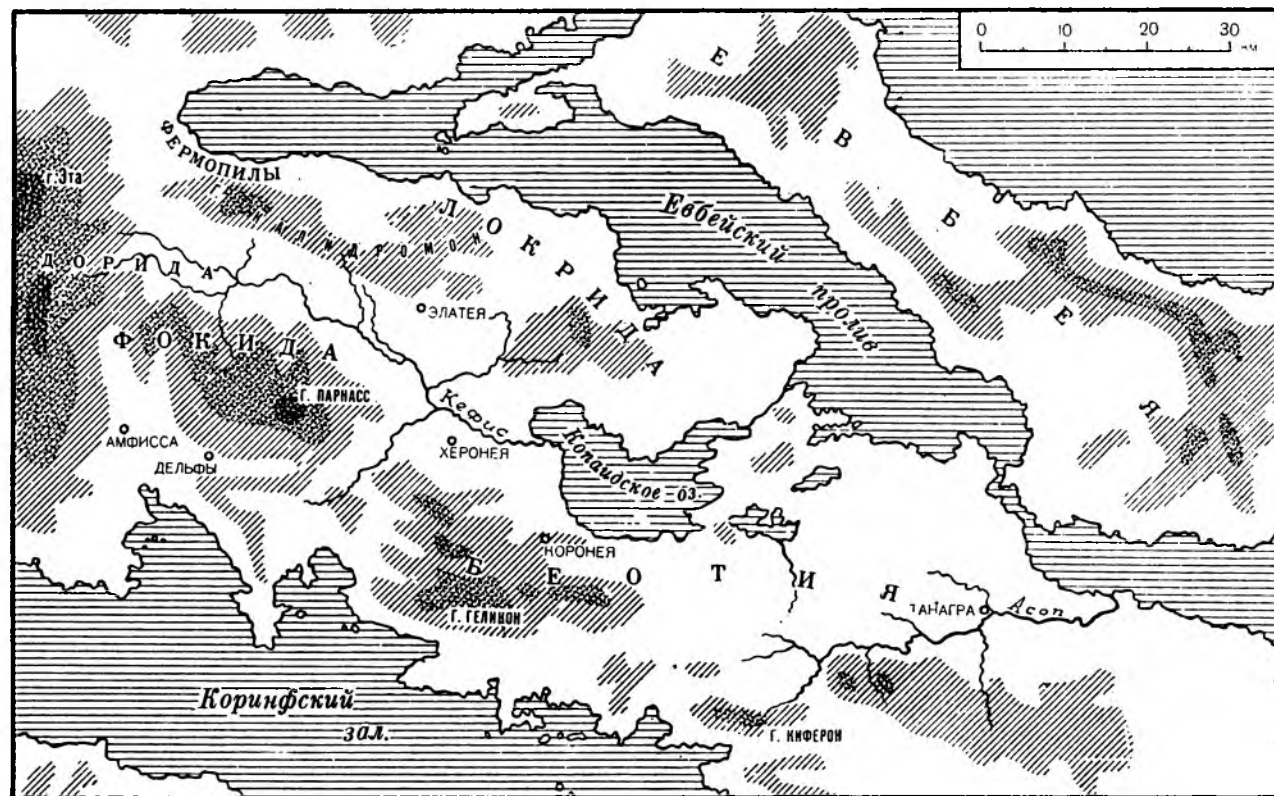 0 10 20 30 км
ЕВБЕЯ
ФЕРМОПИЛЫ
г. Эта
ЛОКРИДА
Евбейский
пролив
ДОРИДА
ЭЛАТЕЯ
ФОКИДА
Г. ПАРНАСС
Кефис
АМФИССА
ДЕЛЬФЫ
ХЕРОНЕЯ
Копаидское оз.
КОРОНЕЯ
БЕОТИЯ
Г. ГЕЛИКОН
ТАНАГРА
Асоп
Коринфский
зал.
Г. КИФЕРОН